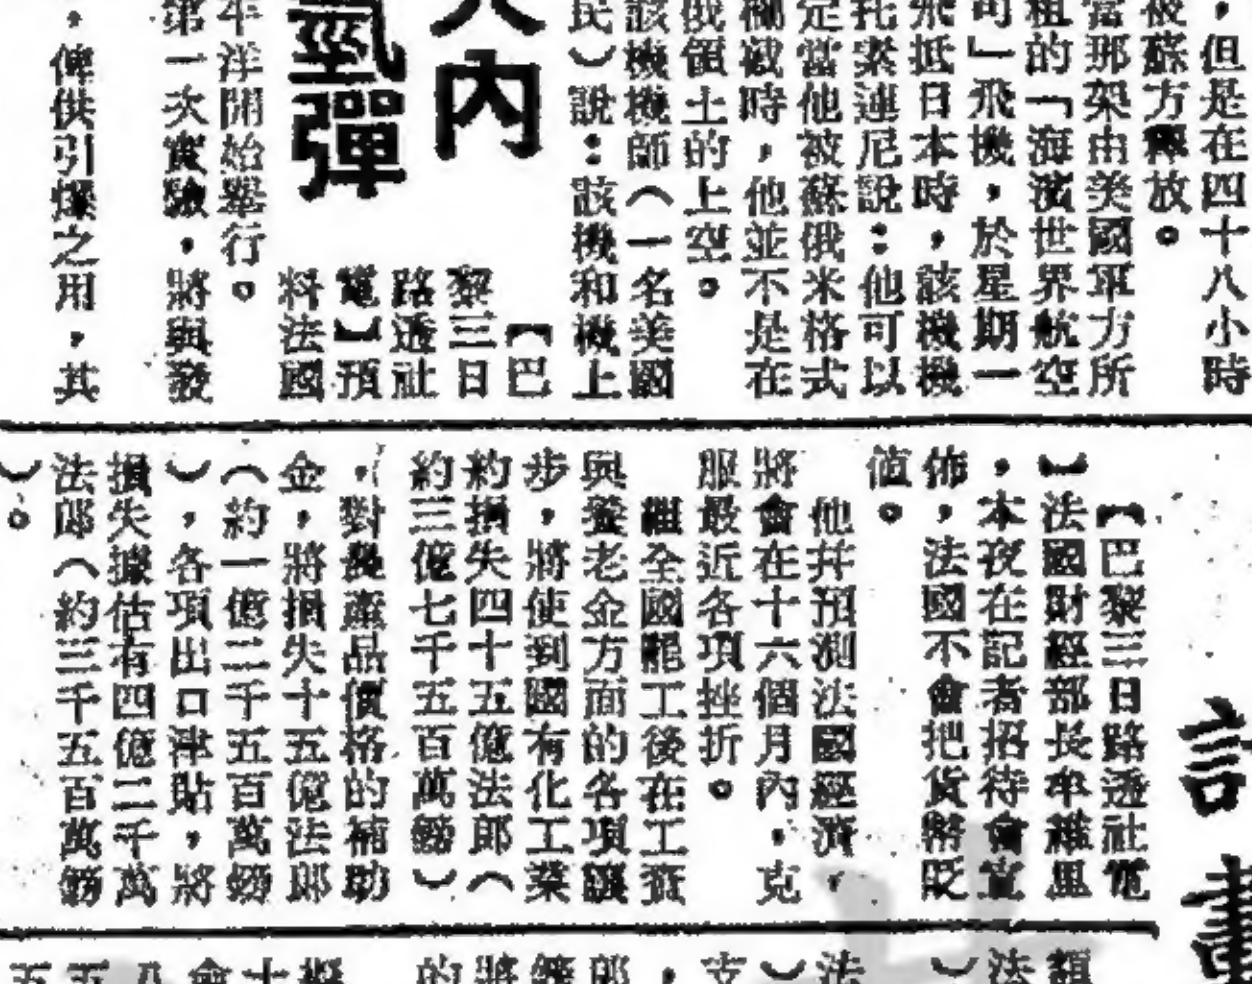 ，但是在四十八小時
被蘇方釋放。
當那架由美國軍方所
租的「海濱世界航空
司」飛機，於星期一
飛抵日本時，該機機
托索連尼說：他可以
定當他被蘇俄米格式
攔截時，他並不是在
俄領土的上空。
該機機師（一名美國
民）說：該機和機上
內
氫彈
【巴
黎三日
路透社
電】預
料法國
洋開始舉行。
第一次實驗，將與發
，俾供引爆之用，其
計畫
【巴黎三日路透社電
】法國財經部長
，本夜在記者招待會宣
佈，法國不會把貨幣貶
值。
他幷預測法國經濟，
將會在十六個月內，克
服最近各項挫折。
繼全國罷工後在工資
與養老金方面的各項讓
步，將使到國有化工業
約損失四十五億法郎（
約三億七千五百萬鎊）
，對農產品價格的補助
金，將損失十五億法郎
（約一億二千五百萬鎊
），各項出口津貼，將
損失據估有四億二千萬
法郎（約三千五百萬鎊
）。